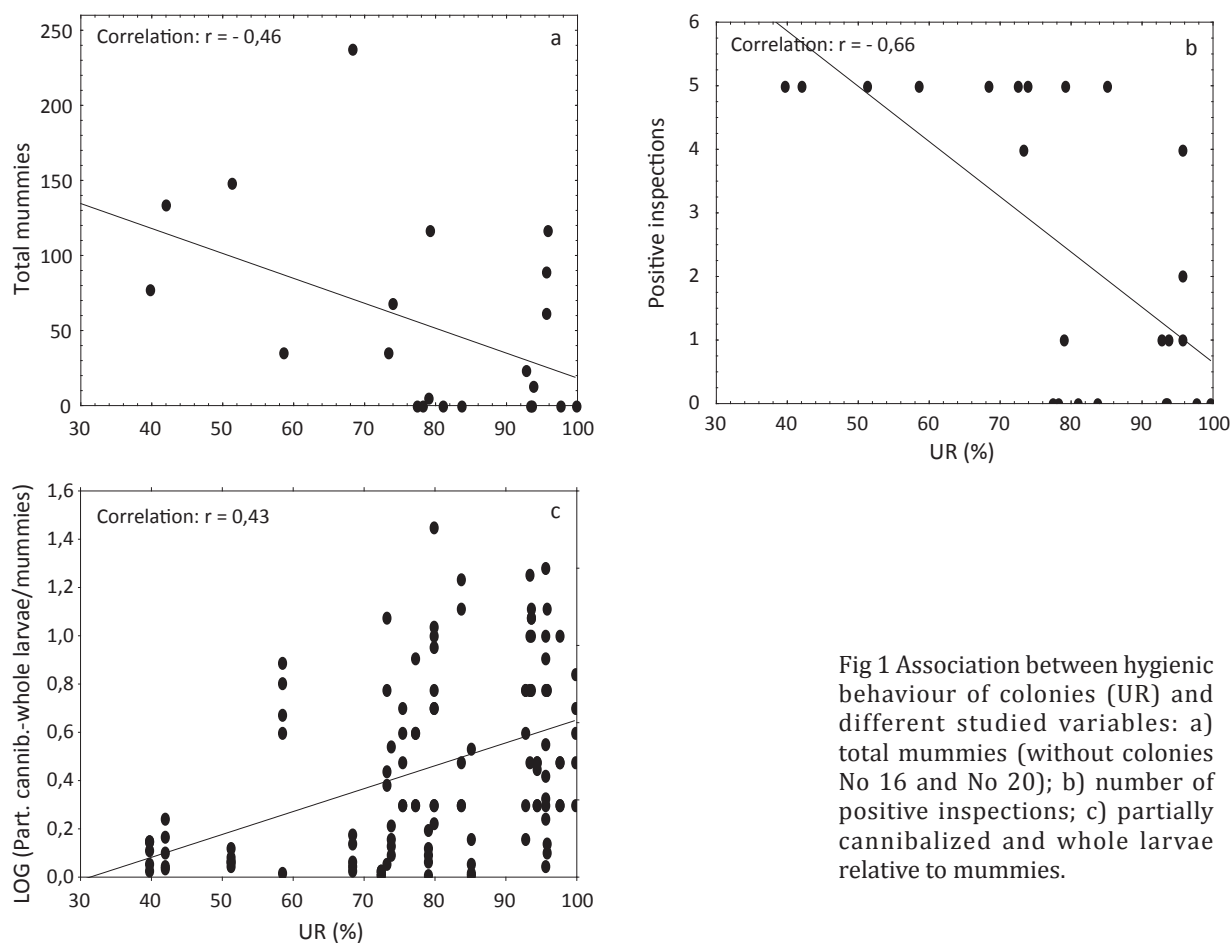 Correlation: r = - 0,46
a
Total mummies
250
200
150
100
50
0
30 40 50 60 70 80 90 100
Correlation: r = - 0,66
b
Positive inspections
6
5
4
3
2
1
0
30 40 50 60 70 80 90 100
UR (%)
Correlation: r = 0,43
c
LOG (Part. cannib.-whole larvae/mummies)
1,6
1,4
1,2
1,0
0,8
0,6
0,4
0,2
0,0
30 40 50 60 70 80 90 100
UR (%)
Fig 1 Association between hygienic
behaviour of colonies (UR) and
different studied variables: a)
total mummies (without colonies
No 16 and No 20); b) number of
positive inspections; c) partially
cannibalized and whole larvae
relative to mummies.